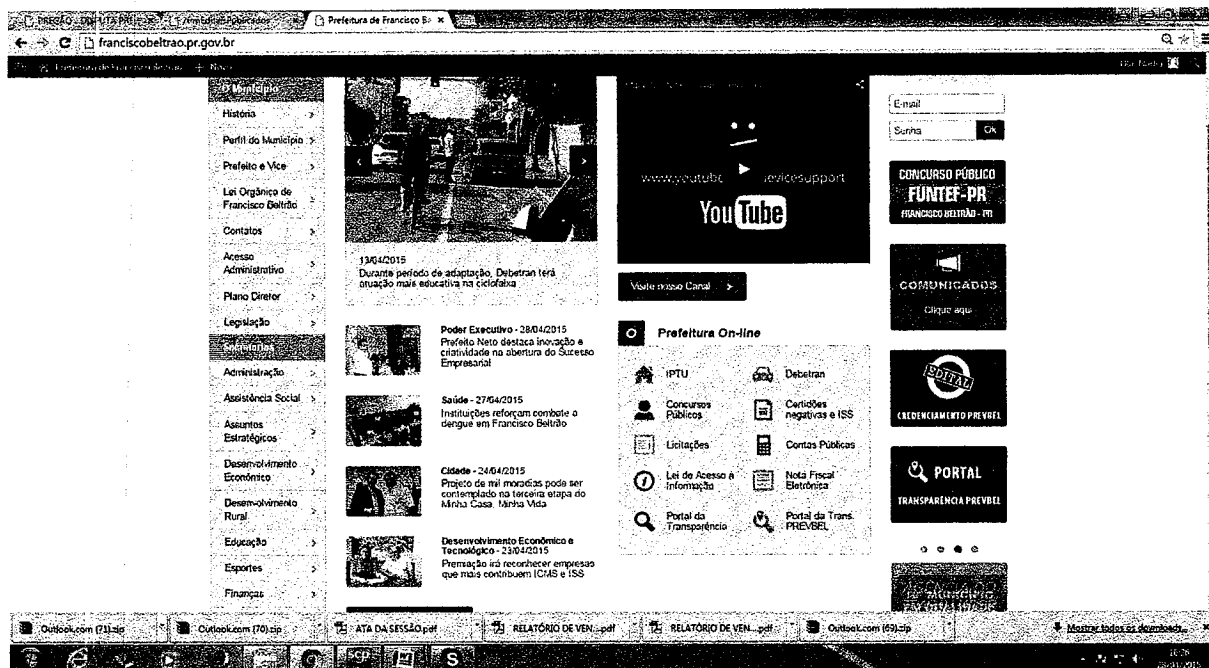 Prefeitura de Francisco Be
franciscobeltrao.pr.gov.br
O Município
História
Perfil do Município
Prefeito e Vice
Lei Orgânica de
Francisco Beltrão
Contatos
Acesso
Administrativo
Plano Diretor
Legislação
Secretarias
Administração
Assistência Social
Assuntos
Estratégicos
Desenvolvimento
Econômico
Desenvolvimento
Rural
Educação
Esportes
Finanças
13/04/2015
Durante período de adaptação, Debetran terá
atuação mais educativa na ciclofaixa
Poder Executivo - 28/04/2015
Prefeito Neto destaca inovação e
criatividade na abertura do Sucesso
Empresarial
Saúde - 27/04/2015
Instituições reforçam combate a
dengue em Francisco Beltrão
Cidade - 24/04/2015
Projeto de mil moradias pode ser
contemplado na terceira etapa do
Minha Casa, Minha Vida
Desenvolvimento Econômico e
Tecnológico - 23/04/2015
Premiação irá reconhecer empresas
que mais contribuem ICMS e ISS
www.youtube evicesupport
YouTube
Visite nosso Canal
Prefeitura On-line
IPTU
Debetran
Concursos
Públicos
Certidões
negativas e ISS
Licitações
Contas Públicas
Lei de Acesso à
Informação
Nota Fiscal
Eletrônica
Portal da
Transparência
Portal da Trans.
PREVBEL
E-mail
Senha
Ok
CONCURSO PÚBLICO
FUNTEF-PR
FRANCISCO BELTRÃO - PR
COMUNICADOS
Clique aqui
EDITAL
CREDENCIAMENTO PREVBEL
PORTAL
TRANSPARÊNCIA PREVBEL
Outlook.com (71).zip
Outlook.com (70).zip
ATA DA SESSÃO.pdf
RELATÓRIO DE VEN....pdf
RELATÓRIO DE VEN....pdf
Outlook.com (69).zip
Mostrar todos os downloads...
scp
S
16:26